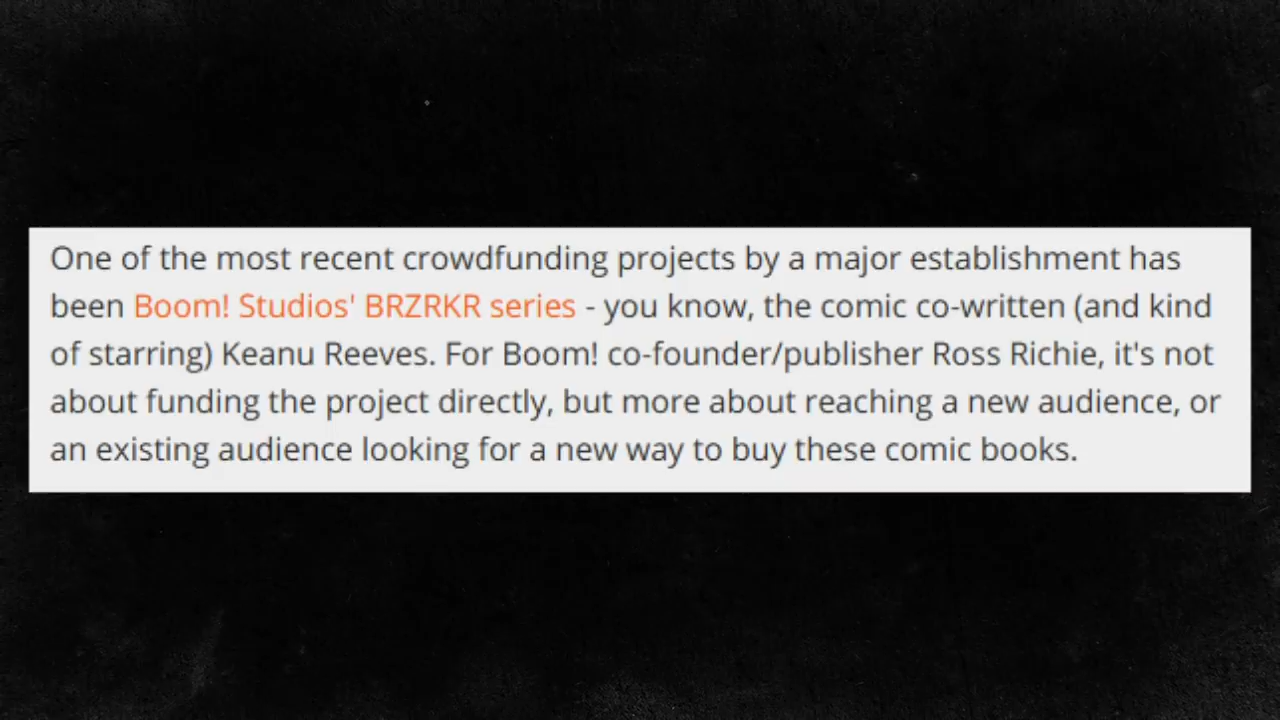 One of the most recent crowdfunding projects by a major establishment has
been Boom! Studios' BRZRKR series - you know, the comic co-written (and kind
of starring) Keanu Reeves. For Boom! co-founder/publisher Ross Richie, it's not
about funding the project directly, but more about reaching a new audience, or
an existing audience looking for a new way to buy these comic books.